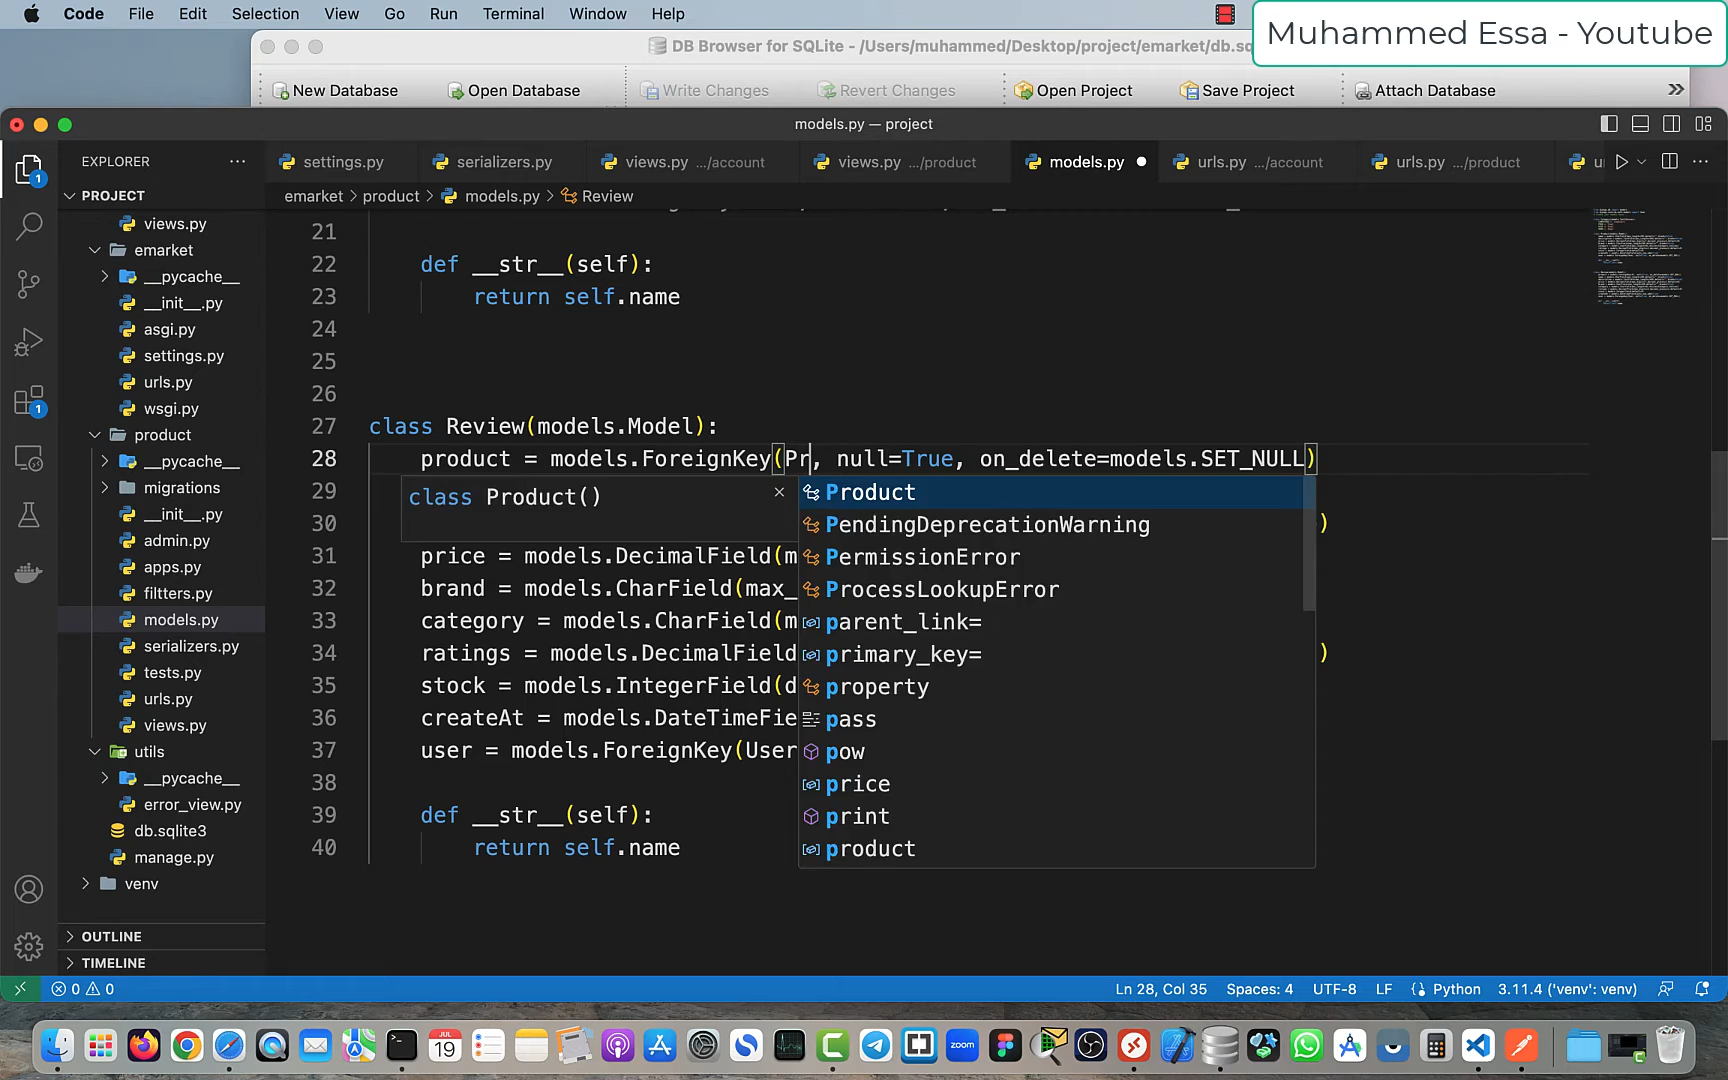 Code File Edit Selection View Go Run Terminal Window Help
Muhammed Essa - Youtube
DB Browser for SQLite - /Users/muhammed/Desktop/project/emarket/db.sq
New Database Open Database Write Changes Revert Changes Open Project Save Project Attach Database »
models.py — project
EXPLORER ...
settings.py serializers.py views.py .../account views.py .../product models.py urls.py .../account urls.py .../product
PROJECT
emarket > product > models.py > Review
views.py
emarket
__pycache__
__init__.py
asgi.py
settings.py
urls.py
wsgi.py
product
__pycache__
migrations
__init__.py
admin.py
apps.py
filtters.py
models.py
serializers.py
tests.py
urls.py
views.py
utils
__pycache__
error_view.py
db.sqlite3
manage.py
venv
OUTLINE
TIMELINE
21
22 def __str__(self):
23 return self.name
24
25
26
27 class Review(models.Model):
28 product = models.ForeignKey(Pr, null=True, on_delete=models.SET_NULL)
29
30 )
31 price = models.DecimalField(m
32 brand = models.CharField(max_
33 category = models.CharField(m
34 ratings = models.DecimalField )
35 stock = models.IntegerField(d
36 createAt = models.DateTimeFie
37 user = models.ForeignKey(User
38
39 def __str__(self):
40 return self.name
class Product()
Product
PendingDeprecationWarning
PermissionError
ProcessLookupError
parent_link=
primary_key=
property
pass
pow
price
print
product
1
1
0 0 Ln 28, Col 35 Spaces: 4 UTF-8 LF Python 3.11.4 ('venv': venv)
JUL
19
zoom